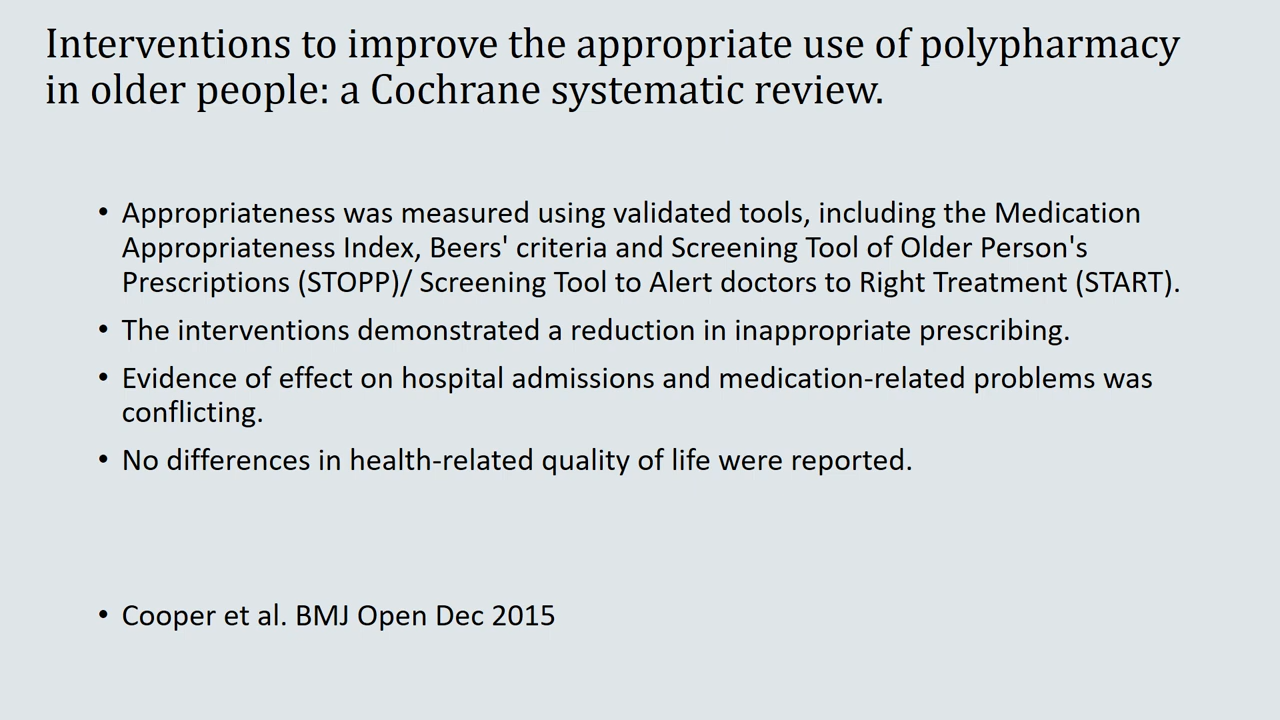 Interventions to improve the appropriate use of polypharmacy
in older people: a Cochrane systematic review.
• Appropriateness was measured using validated tools, including the Medication
Appropriateness Index, Beers' criteria and Screening Tool of Older Person's
Prescriptions (STOPP)/ Screening Tool to Alert doctors to Right Treatment (START).
• The interventions demonstrated a reduction in inappropriate prescribing.
• Evidence of effect on hospital admissions and medication-related problems was
conflicting.
• No differences in health-related quality of life were reported.
• Cooper et al. BMJ Open Dec 2015